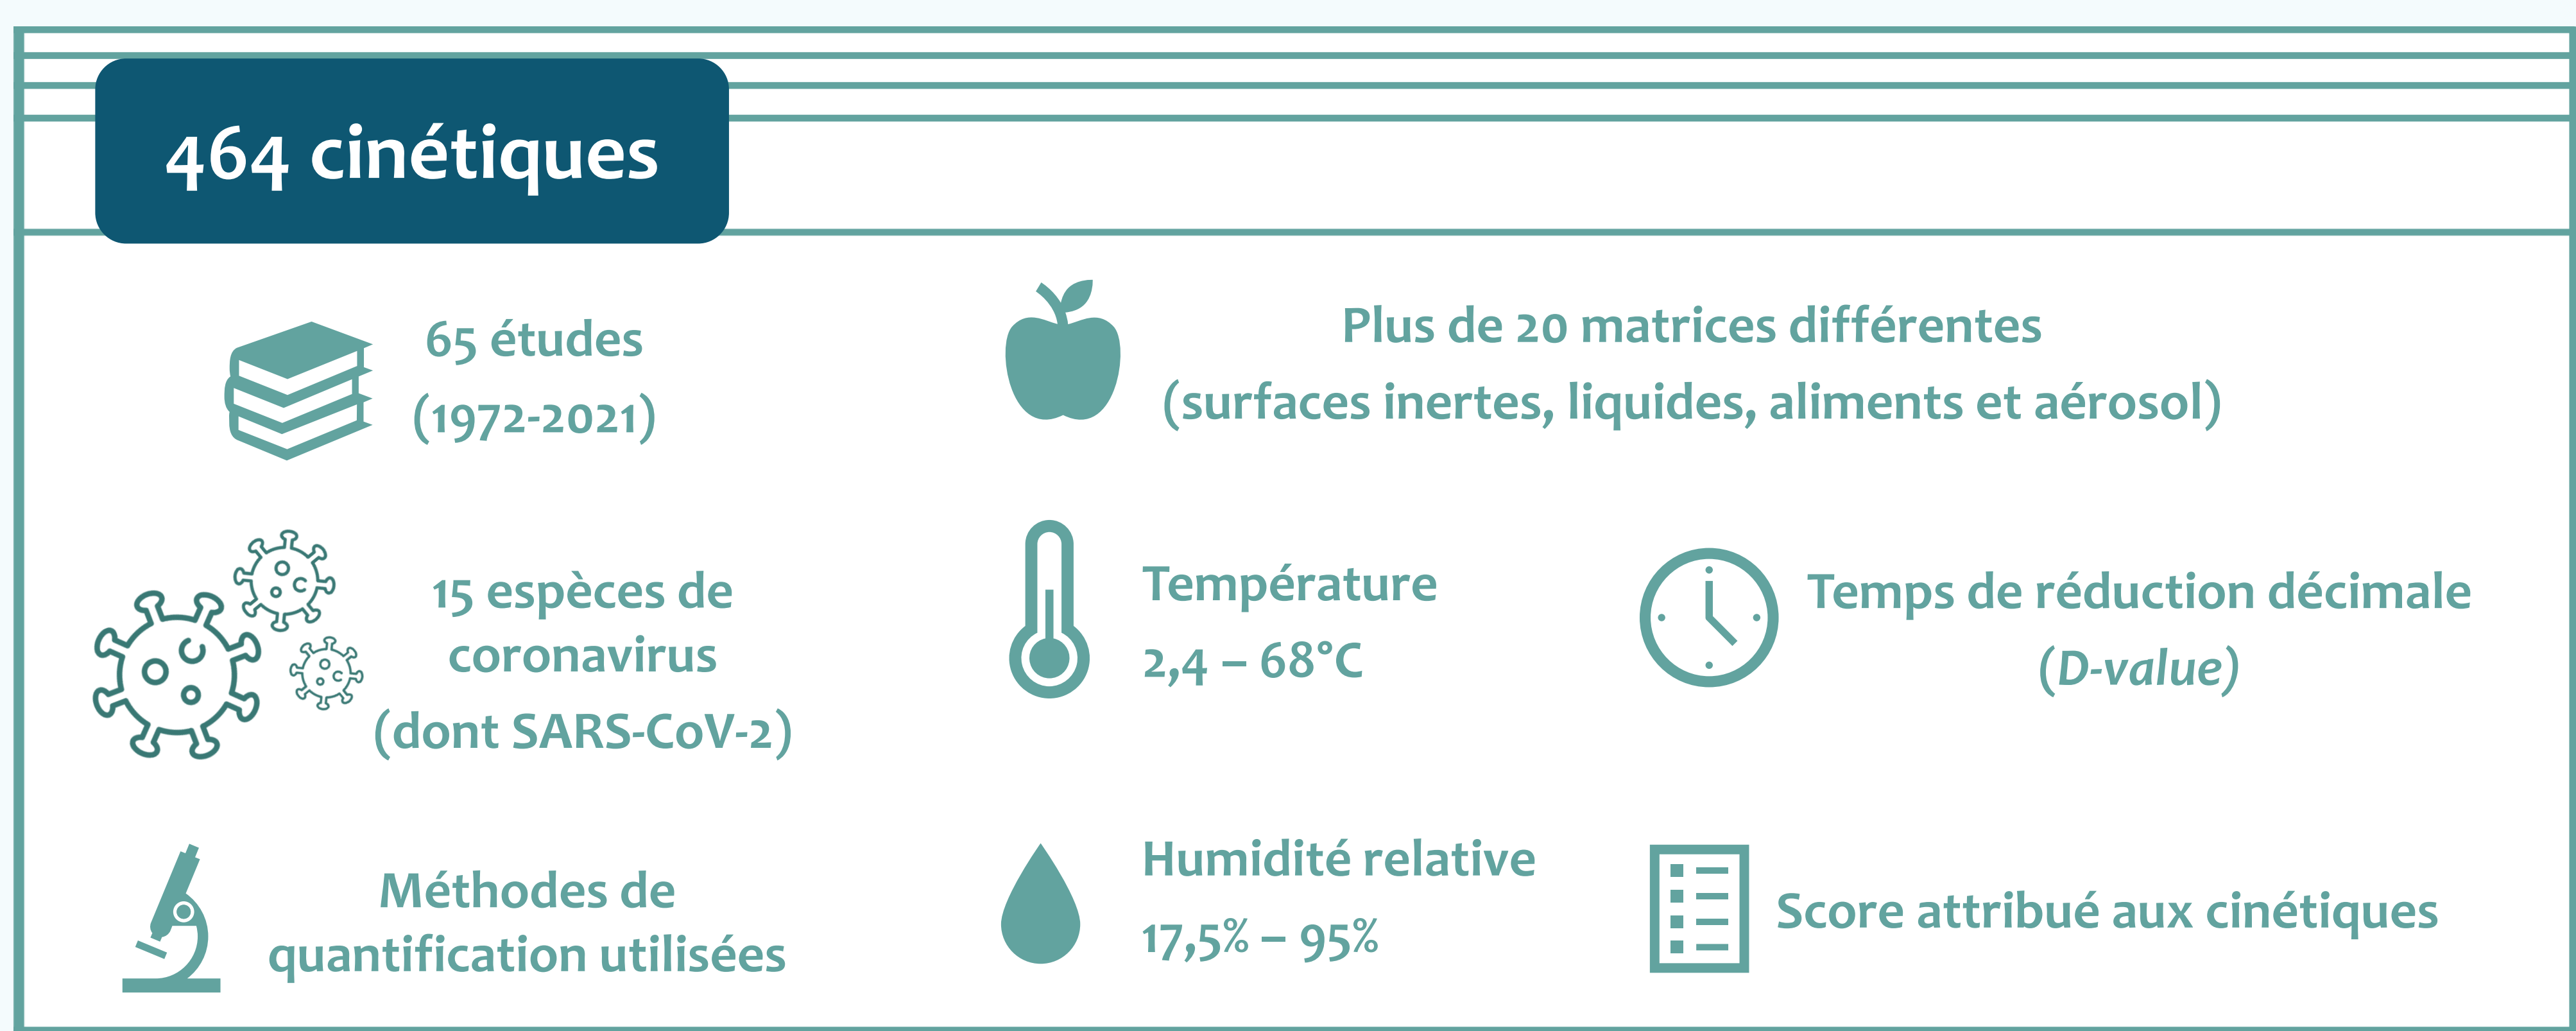 464 cinétiques
65 études
(1972-2021)
Plus de 20 matrices différentes
(surfaces inertes, liquides, aliments et aérosol)
15 espèces de
coronavirus
(dont SARS-CoV-2)
Température
2,4 – 68°C
Temps de réduction décimale
(D-value)
Méthodes de
quantification utilisées
Humidité relative
17,5% – 95%
Score attribué aux cinétiques